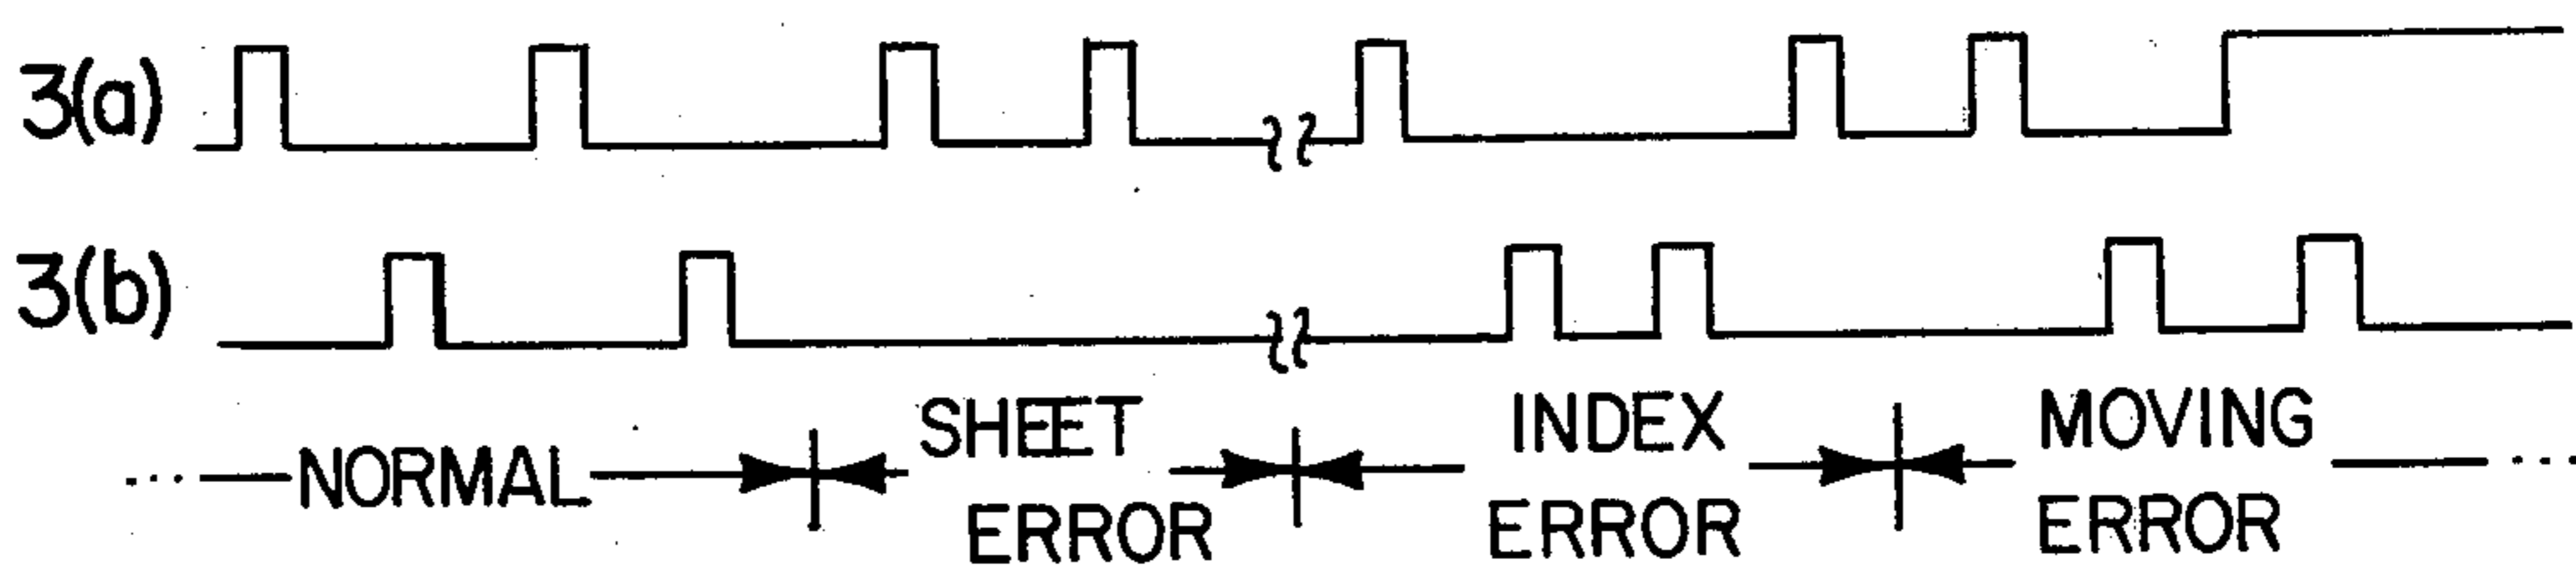 3(a)
3(b)
NORMAL
SHEET
ERROR
INDEX
ERROR
MOVING
ERROR